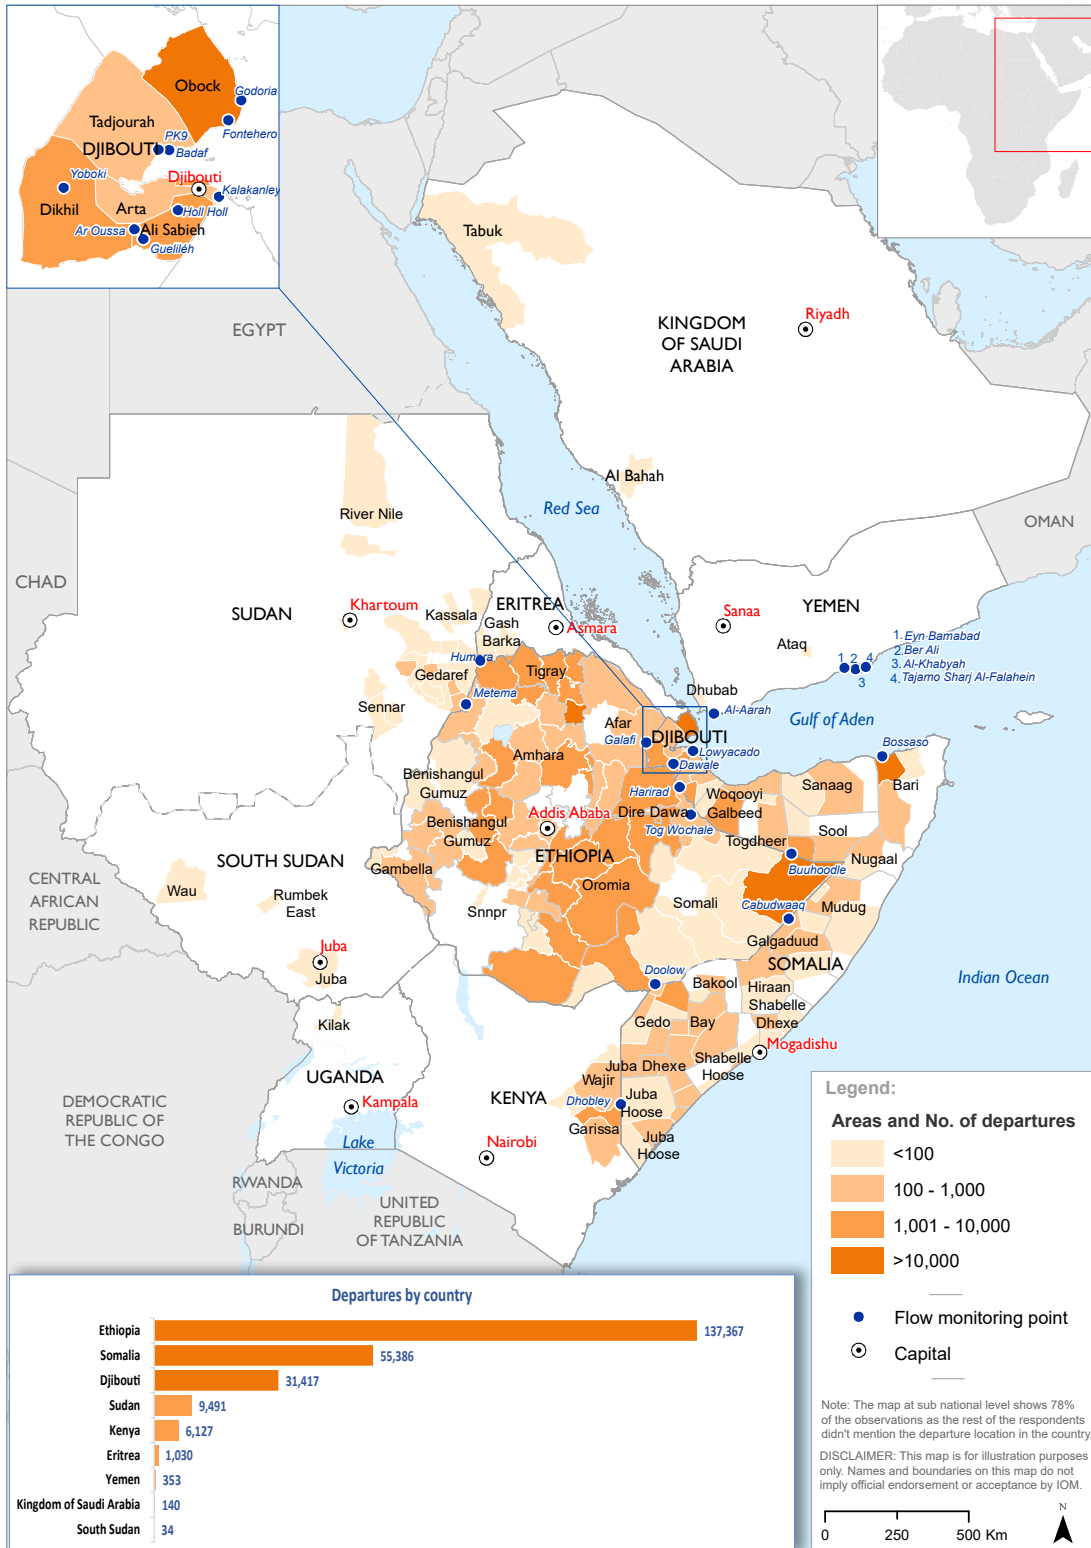 Obock
Godoria
Fontehero
Tadjourah
PK9
DJIBOUTI
Badaf
Yoboki
Djibouti
Kalakanley
Dikhil
Arta
Holl Holl
Ar Oussa
Ali Sabieh
Gueliléh
Tabuk
EGYPT
KINGDOM
OF SAUDI
ARABIA
Riyadh
Al Bahah
Red Sea
River Nile
OMAN
CHAD
SUDAN
Khartoum
Kassala
ERITREA
Gash
Barka
Asmara
Sanaa
YEMEN
Ataq
1. Eyn Bamabad
2. Ber Ali
3. Al-Khabyah
4. Tajamo Sharj Al-Falahein
1
2
4
3
Humera
Gedaref
Tigray
Metema
Sennar
Dhubab
Al-Aarah
Gulf of Aden
Afar
DJIBOUTI
Galafi
Lowyacado
Dawale
Bossaso
Amhara
Benishangul
Gumuz
Harirad
Woqooyi
Galbeed
Sanaag
Bari
Addis Ababa
Dire Dawa
Tog Wochale
Benishangul
Gumuz
Togdheer
Sool
ETHIOPIA
Buuhoodle
Nugaal
SOUTH SUDAN
Gambella
Oromia
Wau
Rumbek
East
Snnpr
Somali
Cabudwaaq
Mudug
CENTRAL
AFRICAN
REPUBLIC
Galgaduud
Juba
Juba
SOMALIA
Doolow
Bakool
Hiraan
Indian Ocean
Shabelle
Dhexe
Kilak
Gedo
Bay
Mogadishu
Shabelle
Hoose
Juba Dhexe
UGANDA
Kampala
KENYA
Wajir
Dhobley
Juba
Hoose
Garissa
Juba
Hoose
DEMOCRATIC
REPUBLIC OF
THE CONGO
Lake
Victoria
Nairobi
RWANDA
BURUNDI
UNITED
REPUBLIC
OF TANZANIA
Legend:
Areas and No. of departures
<100
100 - 1,000
1,001 - 10,000
>10,000
Flow monitoring point
Capital
Note: The map at sub national level shows 78%
of the observations as the rest of the respondents
didn't mention the departure location in the country
DISCLAIMER: This map is for illustration purposes
only. Names and boundaries on this map do not
imply official endorsement or acceptance by IOM.
N
0 250 500 Km
Departures by country
Ethiopia 137,367
Somalia 55,386
Djibouti 31,417
Sudan 9,491
Kenya 6,127
Eritrea 1,030
Yemen 353
Kingdom of Saudi Arabia 140
South Sudan 34